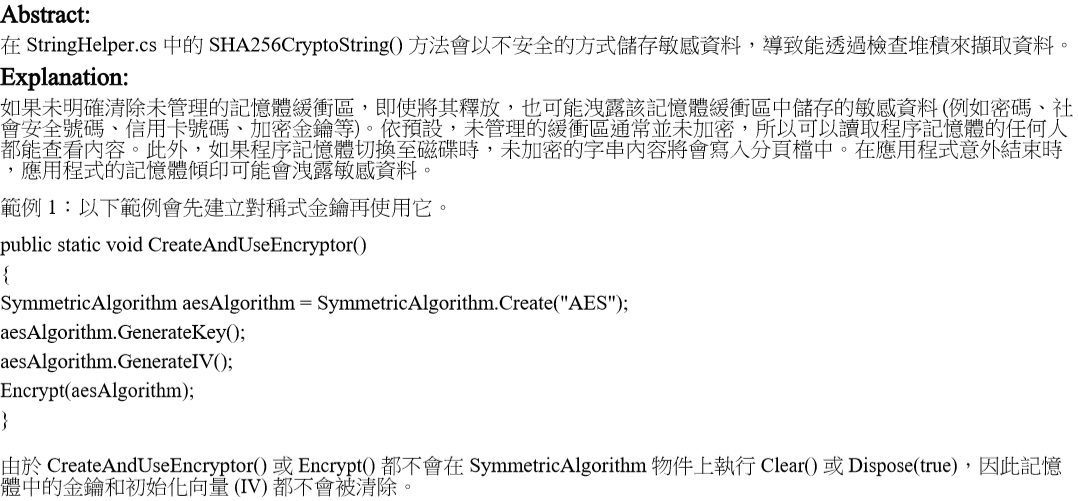 Abstract:
在 StringHelper.cs 中的 SHA256CryptoString() 方法會以不安全的方式儲存敏感資料，導致能透過檢查堆積來擷取資料。
Explanation:
如果未明確清除未管理的記憶體緩衝區，即使將其釋放，也可能洩露該記憶體緩衝區中儲存的敏感資料 (例如密碼、社
會安全號碼、信用卡號碼、加密金鑰等)。依預設，未管理的緩衝區通常並未加密，所以可以讀取程序記憶體的任何人
都能查看內容。此外，如果程序記憶體切換至磁碟時，未加密的字串內容將會寫入分頁檔中。在應用程式意外結束時
，應用程式的記憶體傾印可能會洩露敏感資料。
範例 1：以下範例會先建立對稱式金鑰再使用它。
public static void CreateAndUseEncryptor()
{
SymmetricAlgorithm aesAlgorithm = SymmetricAlgorithm.Create("AES");
aesAlgorithm.GenerateKey();
aesAlgorithm.GenerateIV();
Encrypt(aesAlgorithm);
}
由於 CreateAndUseEncryptor() 或 Encrypt() 都不會在 SymmetricAlgorithm 物件上執行 Clear() 或 Dispose(true)，因此記憶
體中的金鑰和初始化向量 (IV) 都不會被清除。